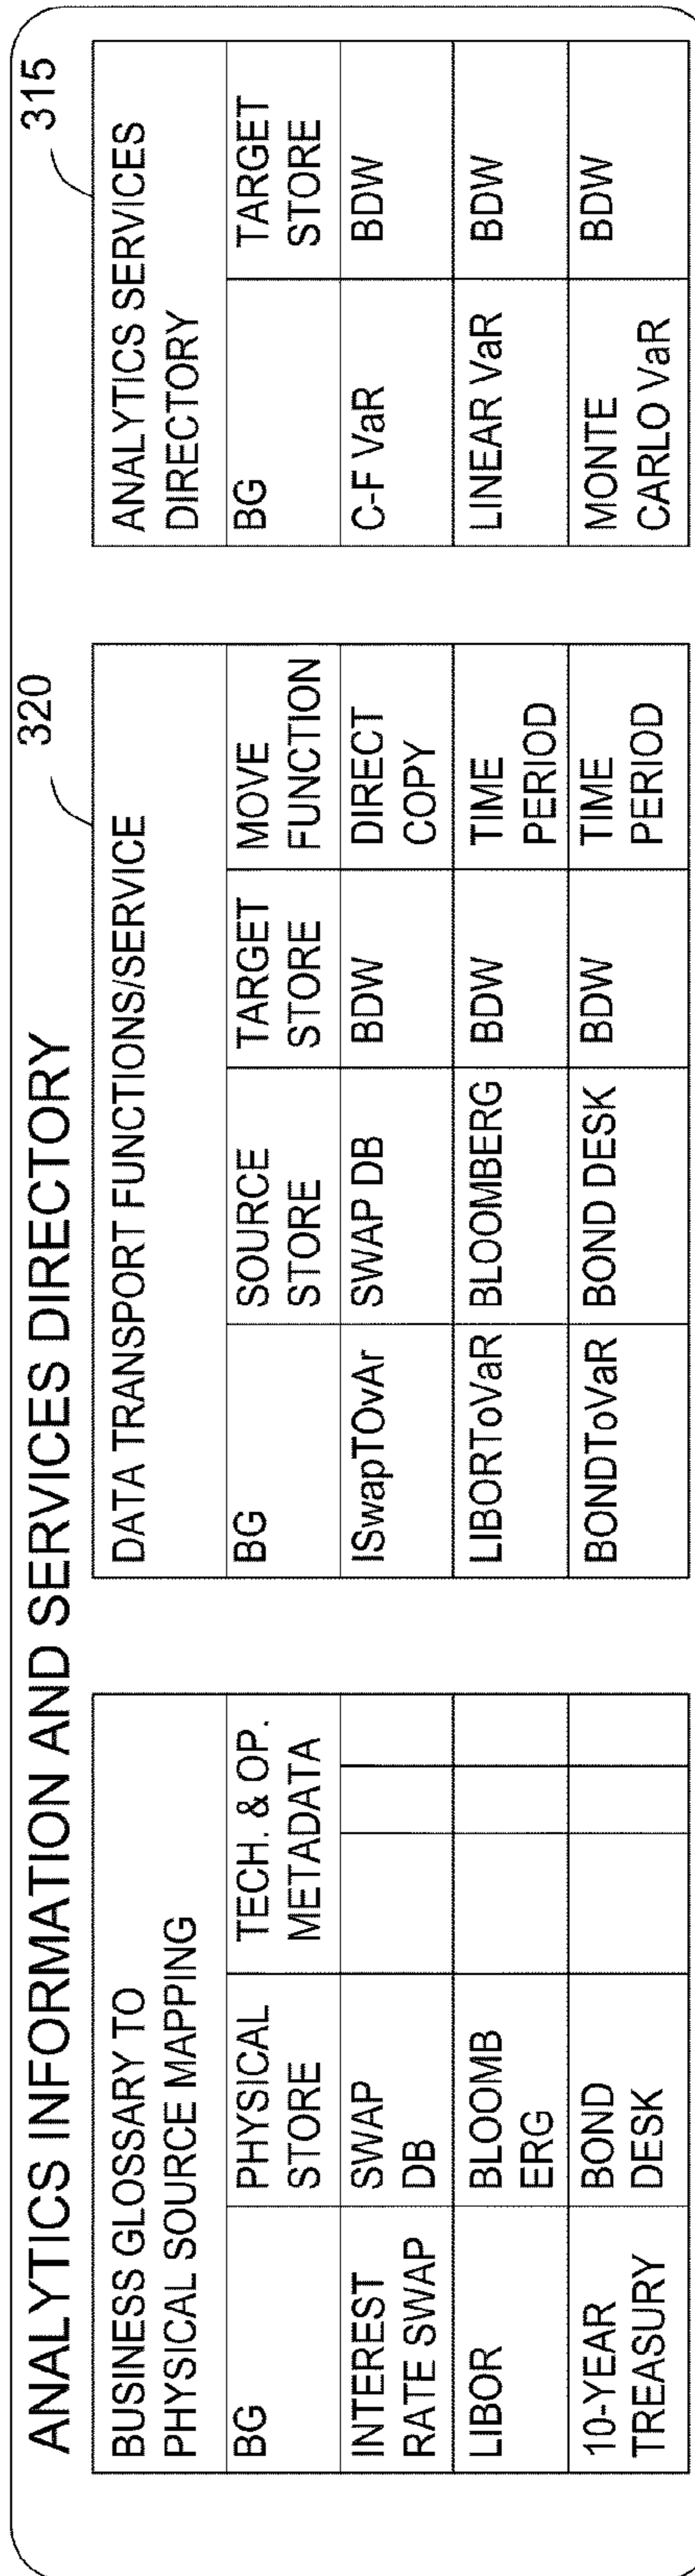 ANALYTICS INFORMATION AND SERVICES DIRECTORY
BUSINESS GLOSSARY TO
PHYSICAL SOURCE MAPPING
BG
PHYSICAL
STORE
TECH. & OP.
METADATA
INTEREST
RATE SWAP
SWAP
DB
LIBOR
BLOOMB
ERG
10-YEAR
TREASURY
BOND
DESK
320
DATA TRANSPORT FUNCTIONS/SERVICE
BG
SOURCE
STORE
TARGET
STORE
MOVE
FUNCTION
ISwapTOvAr
SWAP DB
BDW
DIRECT
COPY
LIBORToVaR
BLOOMBERG
BDW
TIME
PERIOD
BONDToVaR
BOND DESK
BDW
TIME
PERIOD
315
ANALYTICS SERVICES
DIRECTORY
BG
TARGET
STORE
C-F VaR
BDW
LINEAR VaR
BDW
MONTE
CARLO VaR
BDW